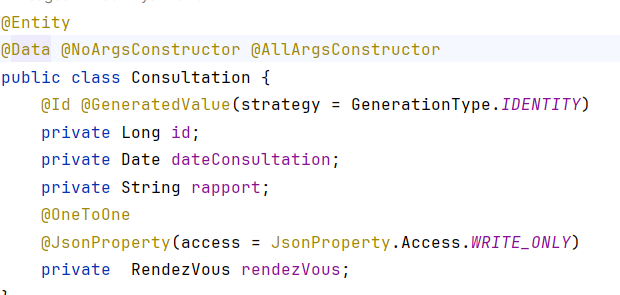 @Entity
@Data @NoArgsConstructor @AllArgsConstructor
public class Consultation {
    @Id @GeneratedValue(strategy = GenerationType.IDENTITY)
    private Long id;
    private Date dateConsultation;
    private String rapport;
    @OneToOne
    @JsonProperty(access = JsonProperty.Access.WRITE_ONLY)
    private  RendezVous rendezVous;